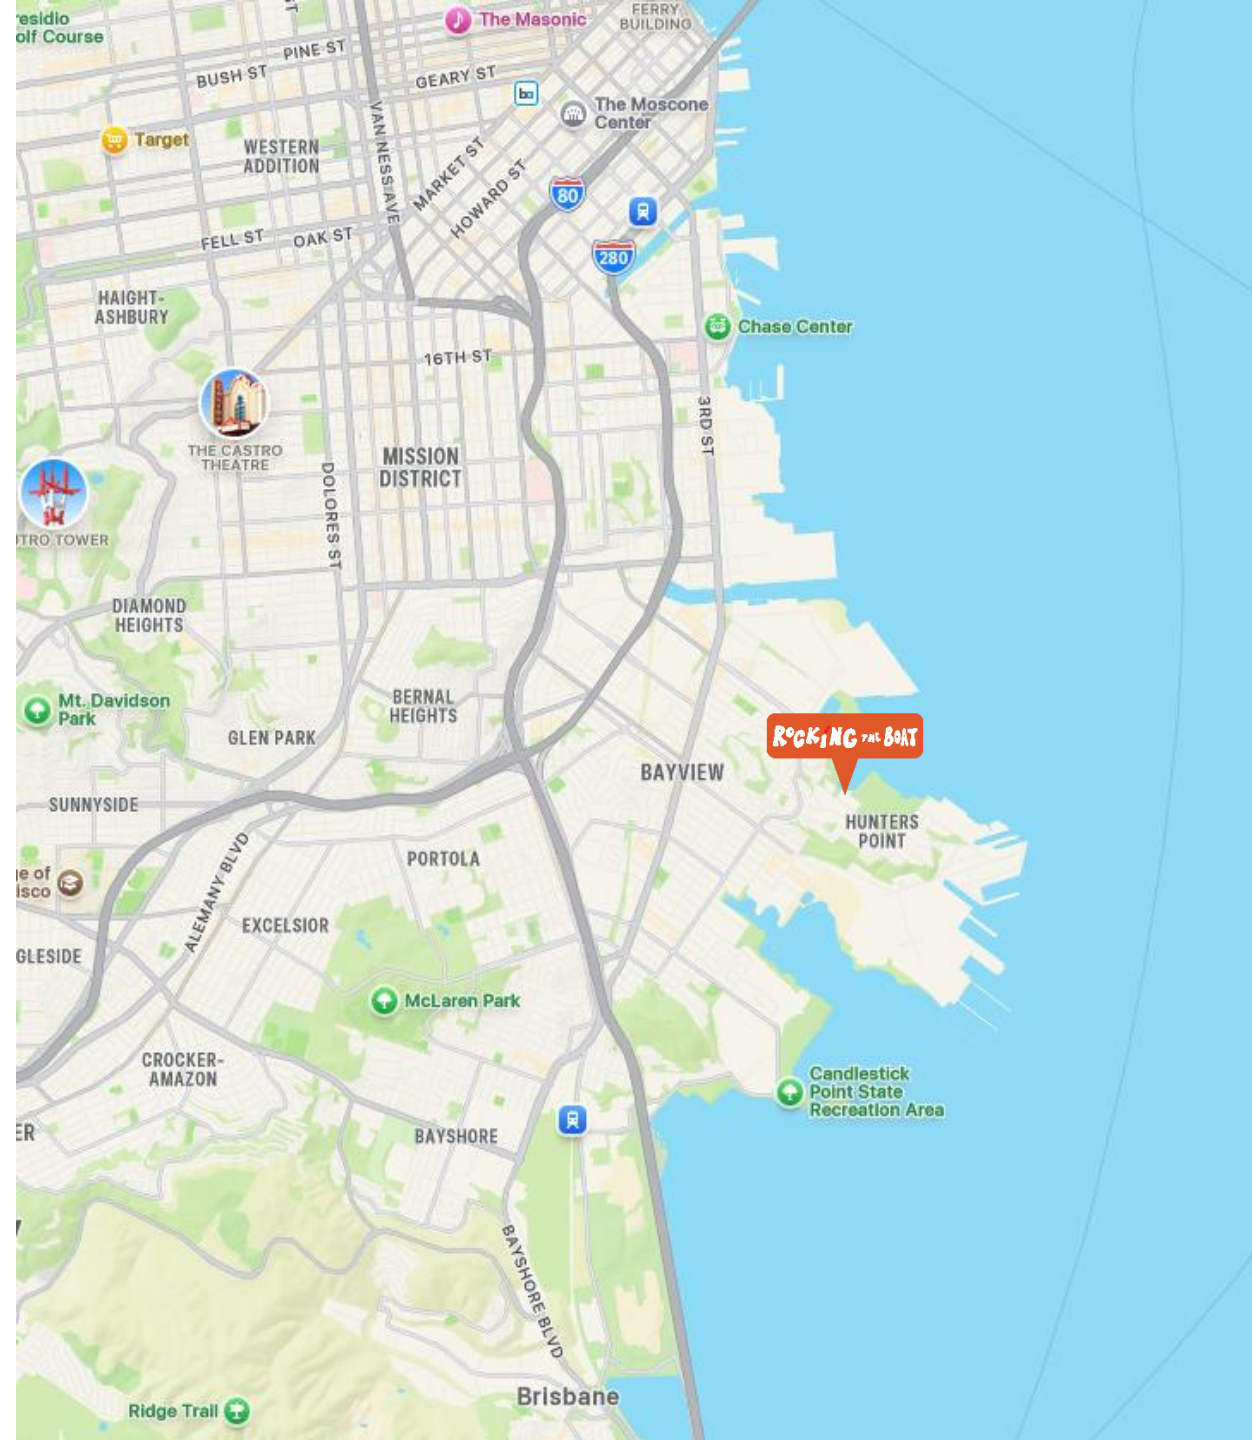 residio
olf Course
The Masonic
FERRY
BUILDING
PINE ST
BUSH ST
GEARY ST
The Moscone
Center
Target
WESTERN
ADDITION
VAN NESS AVE
MARKET ST
HOWARD ST
80
FELL ST
OAK ST
280
HAIGHT-
ASHBURY
Chase Center
16TH ST
3RD ST
THE CASTRO
THEATRE
MISSION
DISTRICT
DOLORES ST
TRO TOWER
DIAMOND
HEIGHTS
Mt. Davidson
Park
BERNAL
HEIGHTS
GLEN PARK
ROCKING THE BOAT
BAYVIEW
SUNNYSIDE
HUNTERS
POINT
ALEMANY BLVD
PORTOLA
ge of
isco
EXCELSIOR
GLESIDE
McLaren Park
CROCKER-
AMAZON
Candlestick
Point State
Recreation Area
ER
BAYSHORE
BAYSHORE BLVD
Brisbane
Ridge Trail